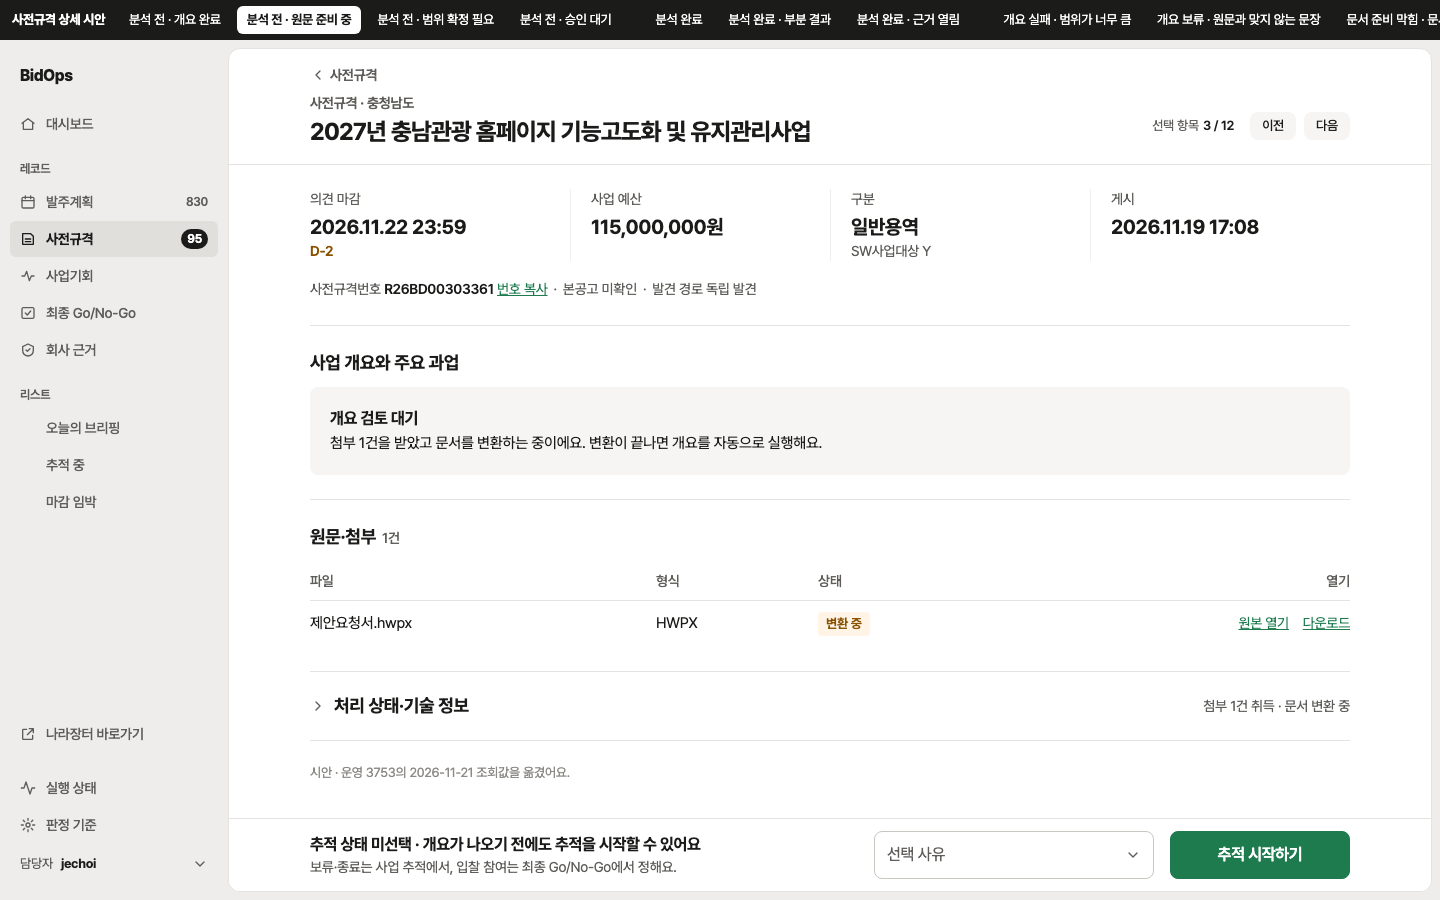 사전규격 상세 시안 분석 전 · 개요 완료 분석 전 · 원문 준비 중 분석 전 · 범위 확정 필요 분석 전 · 승인 대기 분석 완료 분석 완료 · 부분 결과 분석 완료 · 근거 열림 개요 실패 · 범위가 너무 큼 개요 보류 · 원문과 맞지 않는 문장 문서 준비 막힘 · 문
BidOps
대시보드
레코드
발주계획 830
사전규격 95
사업기회
최종 Go/No-Go
회사 근거
리스트
오늘의 브리핑
추적 중
마감 임박
나라장터 바로가기
실행 상태
판정 기준
담당자 jechoi
사전규격
사전규격 · 충청남도
2027년 충남관광 홈페이지 기능고도화 및 유지관리사업
선택 항목 3 / 12 이전 다음
의견 마감 사업 예산 구분 게시
2026.11.22 23:59 115,000,000원 일반용역 2026.11.19 17:08
D-2 SW사업대상 Y
사전규격번호 R26BD00303361 번호 복사 · 본공고 미확인 · 발견 경로 독립 발견
사업 개요와 주요 과업
개요 검토 대기
첨부 1건을 받았고 문서를 변환하는 중이에요. 변환이 끝나면 개요를 자동으로 실행해요.
원문·첨부 1건
파일 형식 상태 열기
제안요청서.hwpx HWPX 변환 중 원본 열기 다운로드
처리 상태·기술 정보 첨부 1건 취득 · 문서 변환 중
시안 · 운영 3753의 2026-11-21 조회값을 옮겼어요.
추적 상태 미선택 · 개요가 나오기 전에도 추적을 시작할 수 있어요
보류·종료는 사업 추적에서, 입찰 참여는 최종 Go/No-Go에서 정해요.
선택 사유 추적 시작하기